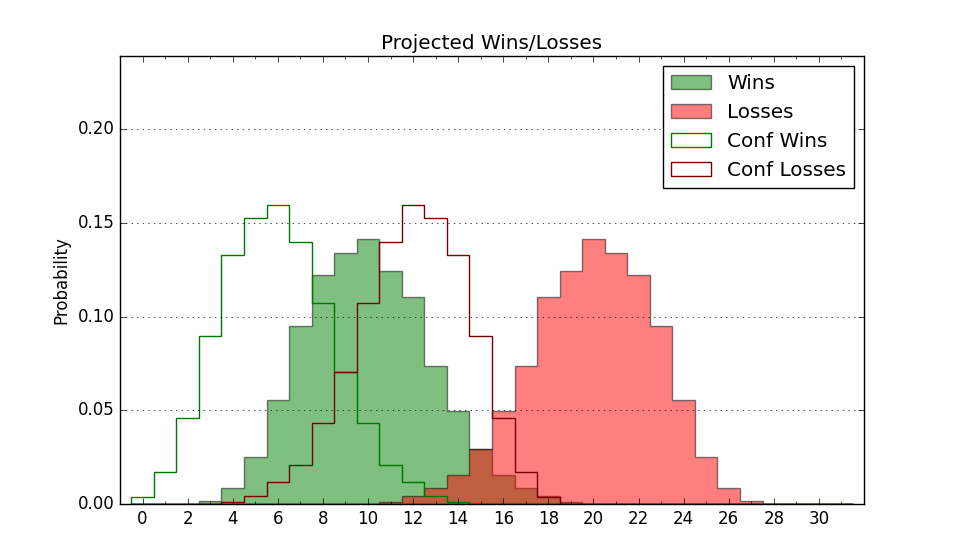 Projected Wins/Losses
Wins
Losses
Conf Wins
Conf Losses
Probability
0.20
0.15
0.10
0.05
0.00
0 2 4 6 8 10 12 14 16 18 20 22 24 26 28 30